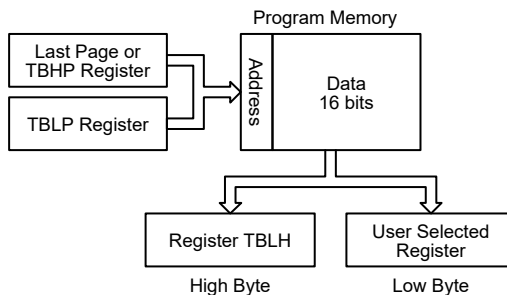 Program Memory
Last Page or
TBHP Register
TBLP Register
Address
Data
16 bits
Register TBLH
User Selected
Register
High Byte
Low Byte